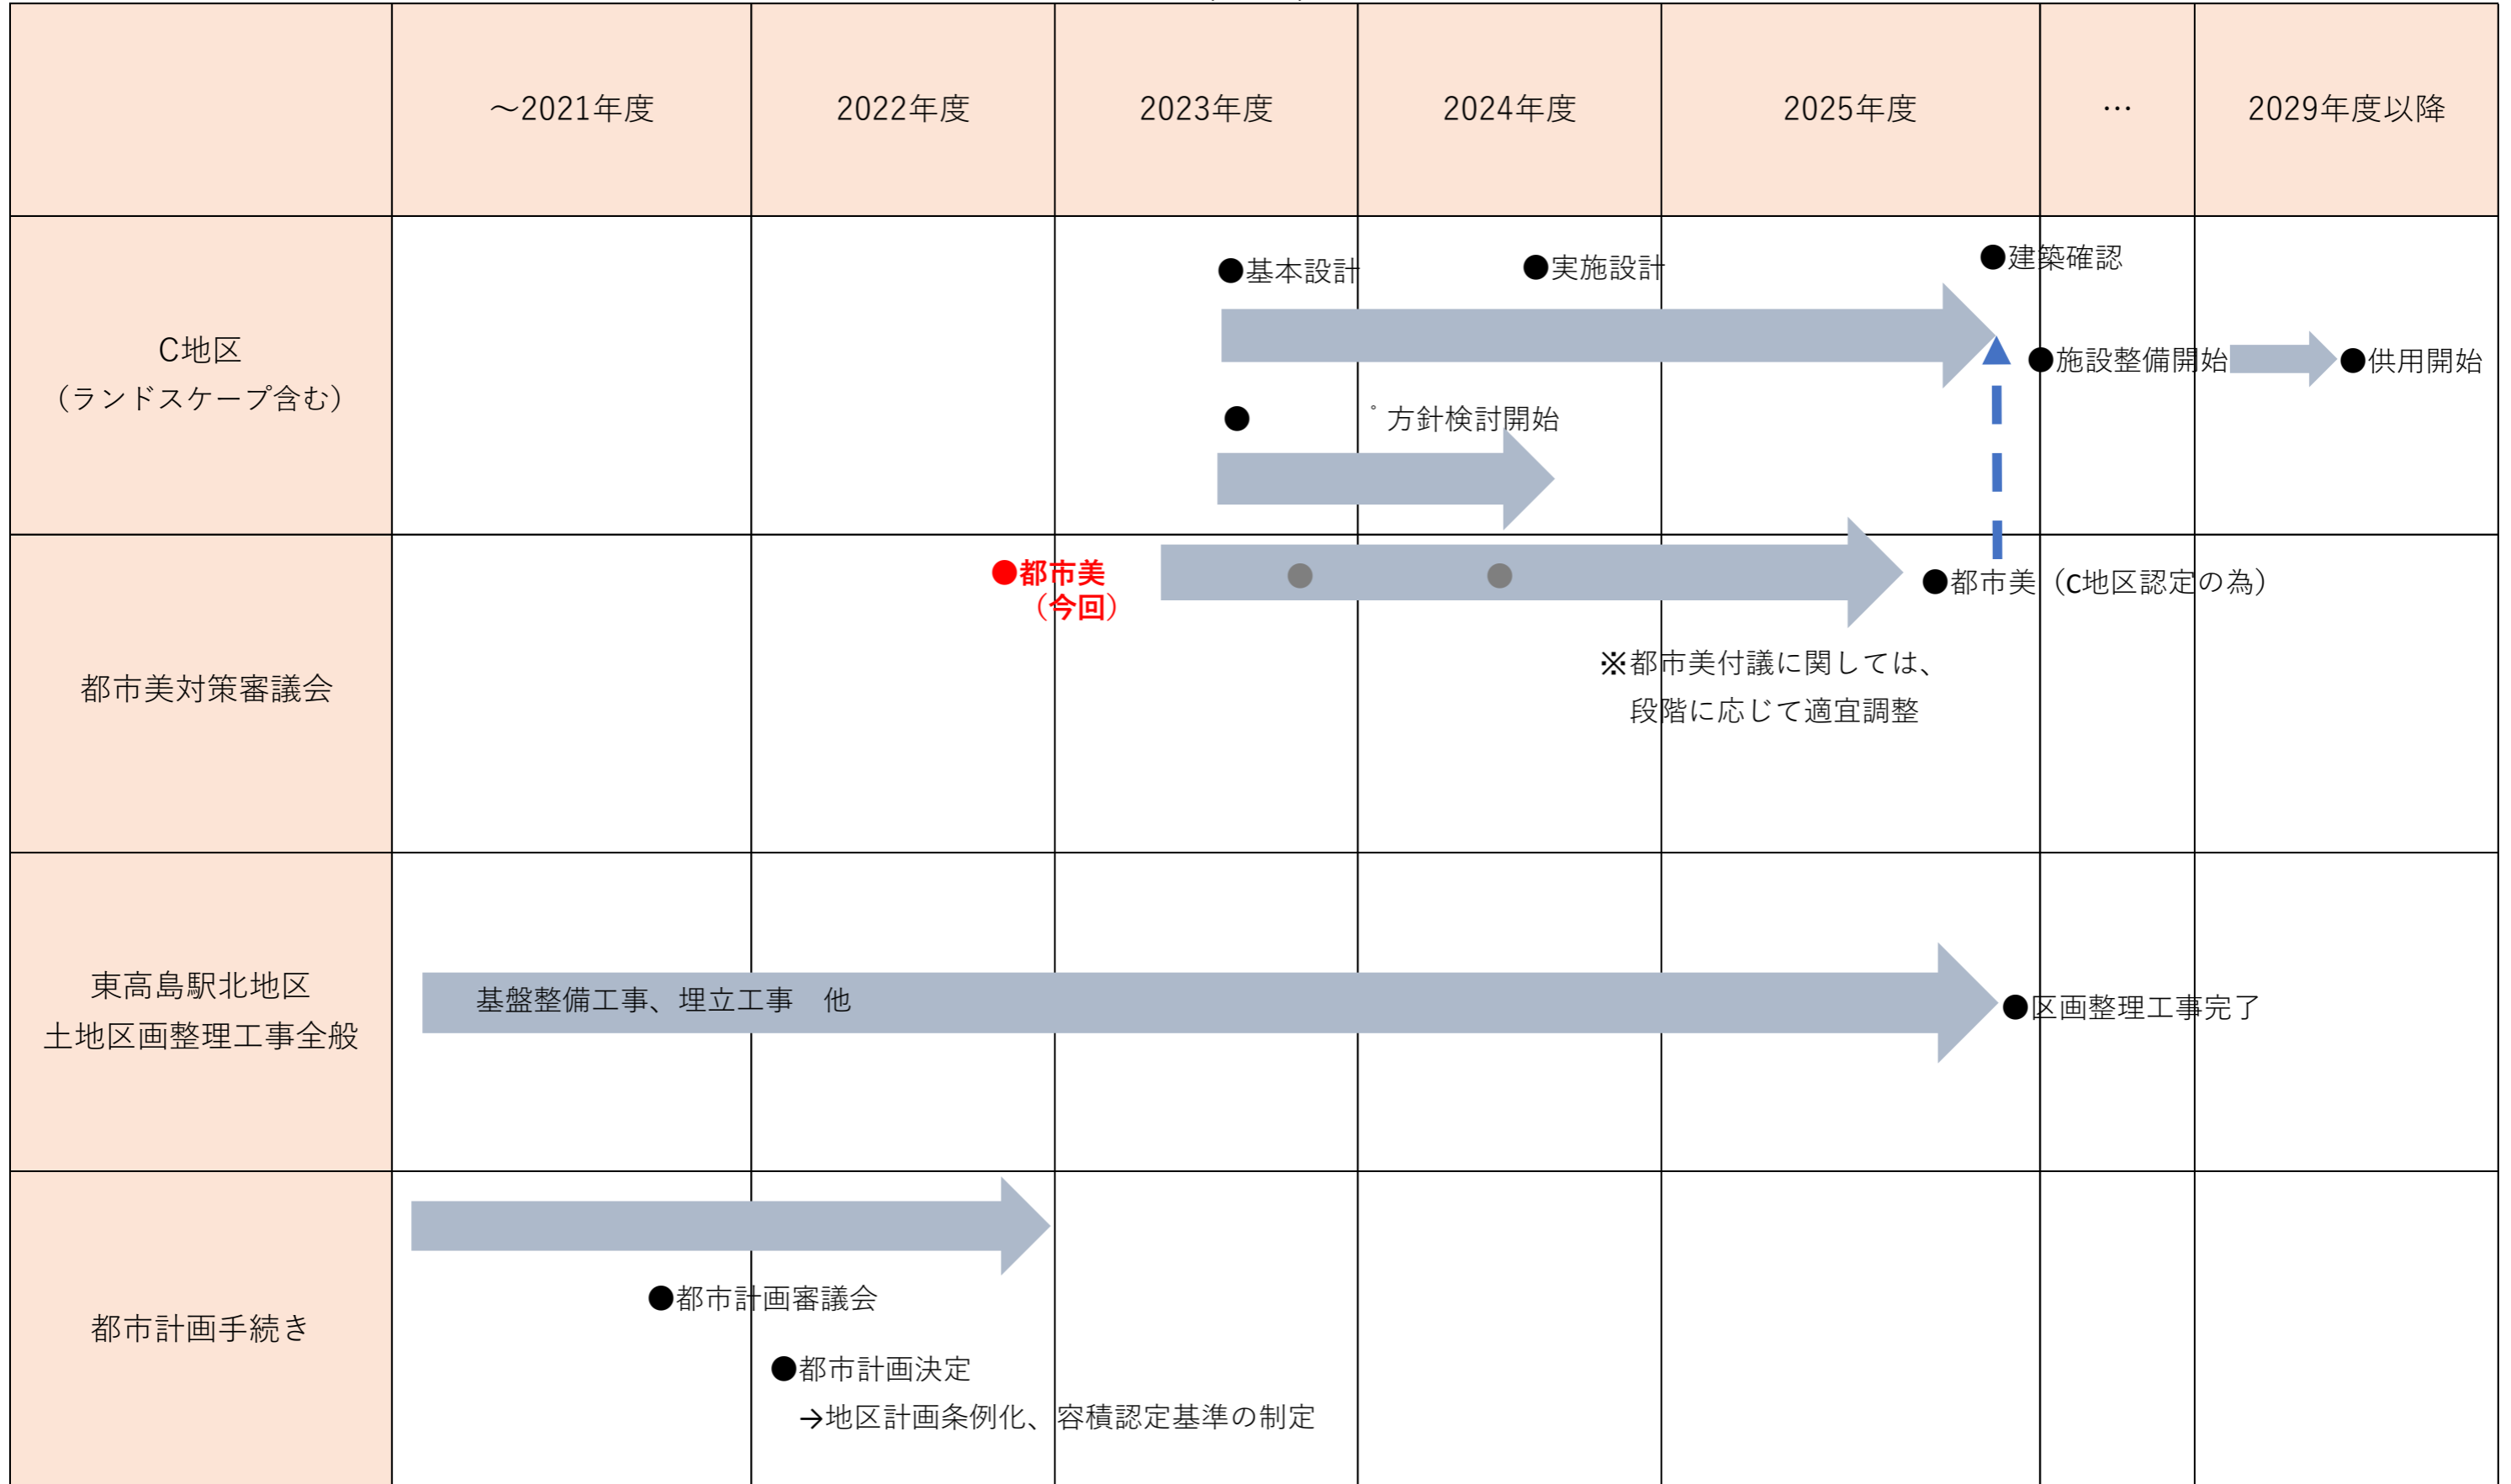 ～2021年度
2022年度
2023年度
2024年度
2025年度
…
2029年度以降
C地区
（ランドスケープ含む）
●基本設計
●実施設計
●建築確認
●施設整備開始
●供用開始
● ﾟ方針検討開始
都市美対策審議会
●都市美
（今回）
●都市美（C地区認定の為）
※都市美付議に関しては、
段階に応じて適宜調整
東高島駅北地区
土地区画整理工事全般
基盤整備工事、埋立工事　他
●区画整理工事完了
都市計画手続き
●都市計画審議会
●都市計画決定
→地区計画条例化、容積認定基準の制定